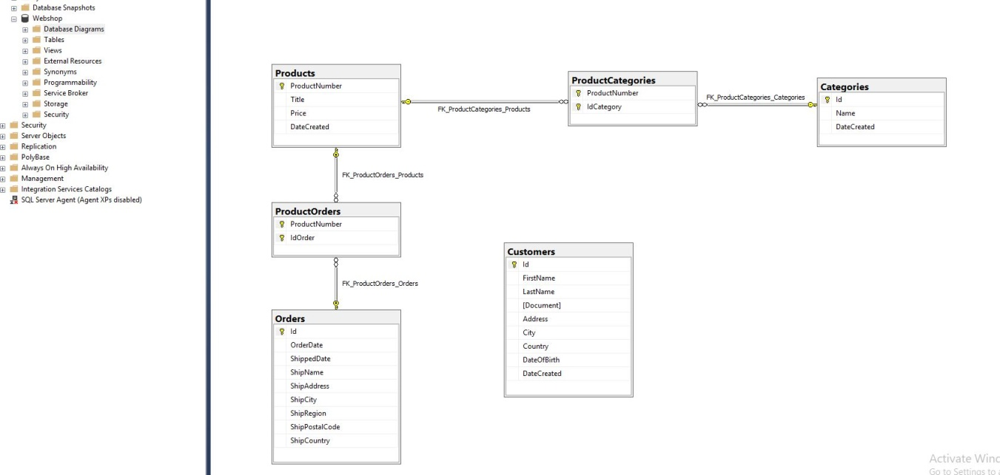 Database Snapshots
Webshop
Database Diagrams
Tables
Views
External Resources
Synonyms
Programmability
Service Broker
Storage
Security
Security
Server Objects
Replication
PolyBase
Always On High Availability
Management
Integration Services Catalogs
SQL Server Agent (Agent XPs disabled)
Products
ProductNumber
Title
Price
DateCreated
FK_ProductCategories_Products
ProductCategories
ProductNumber
IdCategory
FK_ProductCategories_Categories
Categories
Id
Name
DateCreated
FK_ProductOrders_Products
ProductOrders
ProductNumber
IdOrder
FK_ProductOrders_Orders
Customers
Id
FirstName
LastName
[Document]
Address
City
Country
DateOfBirth
DateCreated
Orders
Id
OrderDate
ShippedDate
ShipName
ShipAddress
ShipCity
ShipRegion
ShipPostalCode
ShipCountry
Activate Winc
Go to Settings to